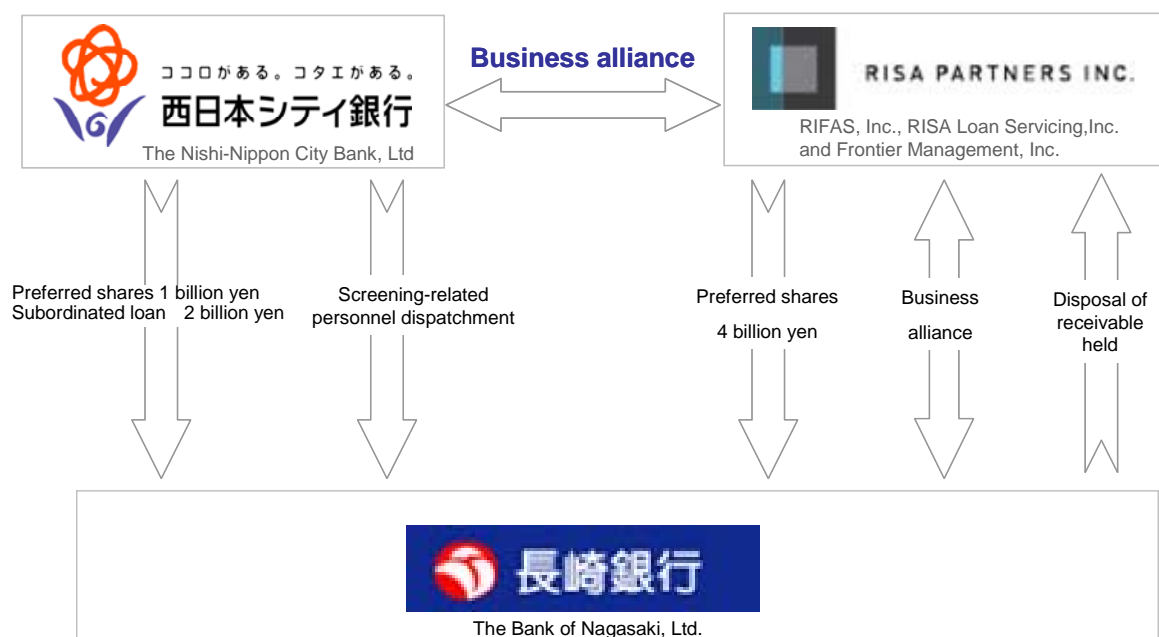 ココロがある。コタエがある。
西日本シティ銀行
The Nishi-Nippon City Bank, Ltd
Business alliance
RISA PARTNERS INC.
RIFAS, Inc., RISA Loan Servicing,Inc.
and Frontier Management, Inc.
Preferred shares 1 billion yen
Subordinated loan 2 billion yen
Screening-related
personnel dispatchment
Preferred shares
4 billion yen
Business
alliance
Disposal of
receivable
held
長崎銀行
The Bank of Nagasaki, Ltd.